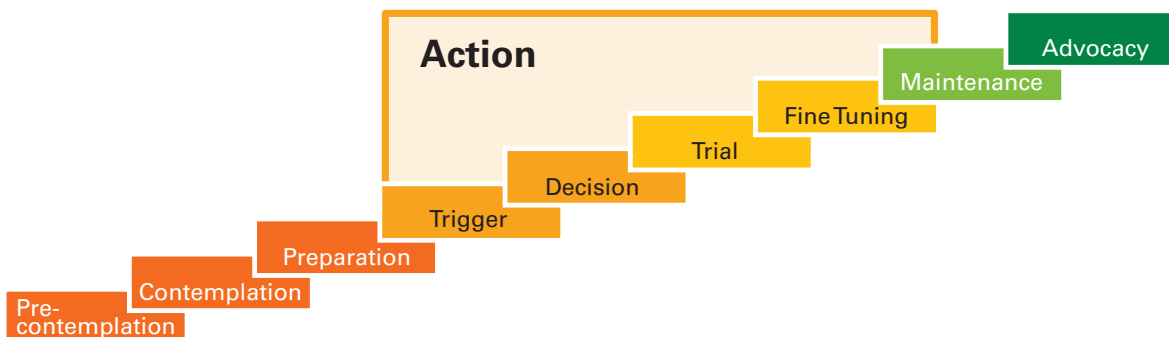 Action
Advocacy
Maintenance
Fine Tuning
Trial
Decision
Trigger
Preparation
Contemplation
Pre-
contemplation